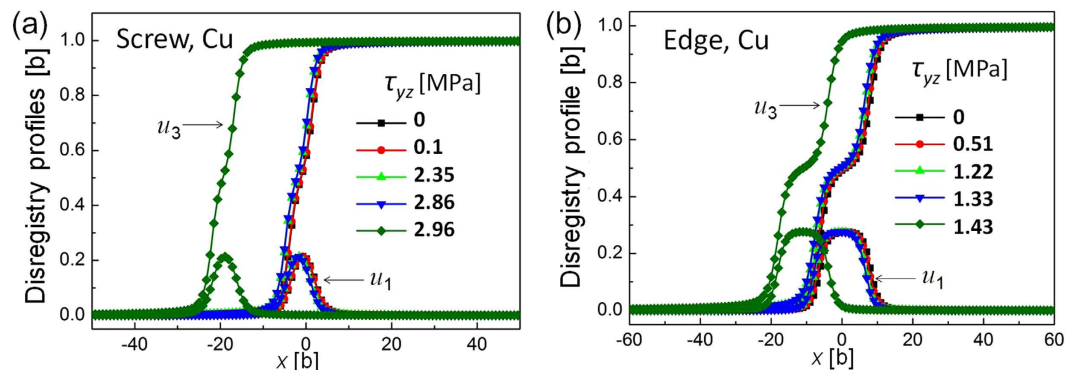 (a)
Screw, Cu
Disregistry profiles [b]
1.0
0.8
0.6
0.4
0.2
0.0
τyz [MPa]
0
0.1
2.35
2.86
2.96
u3
u1
-40 -20 0 20 40
x [b]
(b)
Edge, Cu
Disregistry profile [b]
1.0
0.8
0.6
0.4
0.2
0.0
τyz [MPa]
0
0.51
1.22
1.33
1.43
u3
u1
-60 -40 -20 0 20 40 60
x [b]